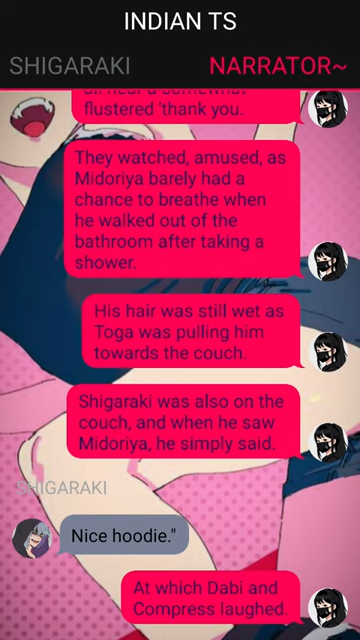 INDIAN TS
SHIGARAKI
NARRATOR~
all hear a somewhat
flustered 'thank you.
They watched, amused, as
Midoriya barely had a
chance to breathe when
he walked out of the
bathroom after taking a
shower.
His hair was still wet as
Toga was pulling him
towards the couch.
Shigaraki was also on the
couch, and when he saw
Midoriya, he simply said.
SHIGARAKI
Nice hoodie."
At which Dabi and
Compress laughed.